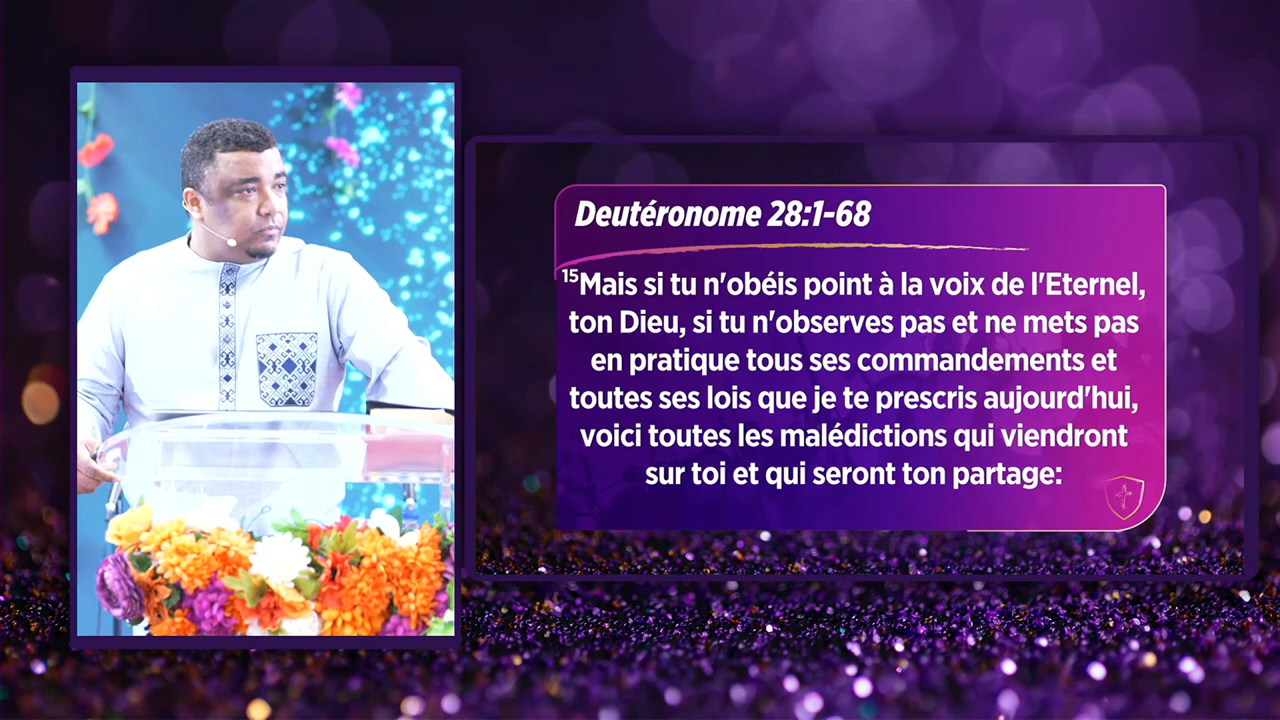 Deutéronome 28:1-68
¹⁵Mais si tu n'obéis point à la voix de l'Eternel,
ton Dieu, si tu n'observes pas et ne mets pas
en pratique tous ses commandements et
toutes ses lois que je te prescris aujourd'hui,
voici toutes les malédictions qui viendront
sur toi et qui seront ton partage: